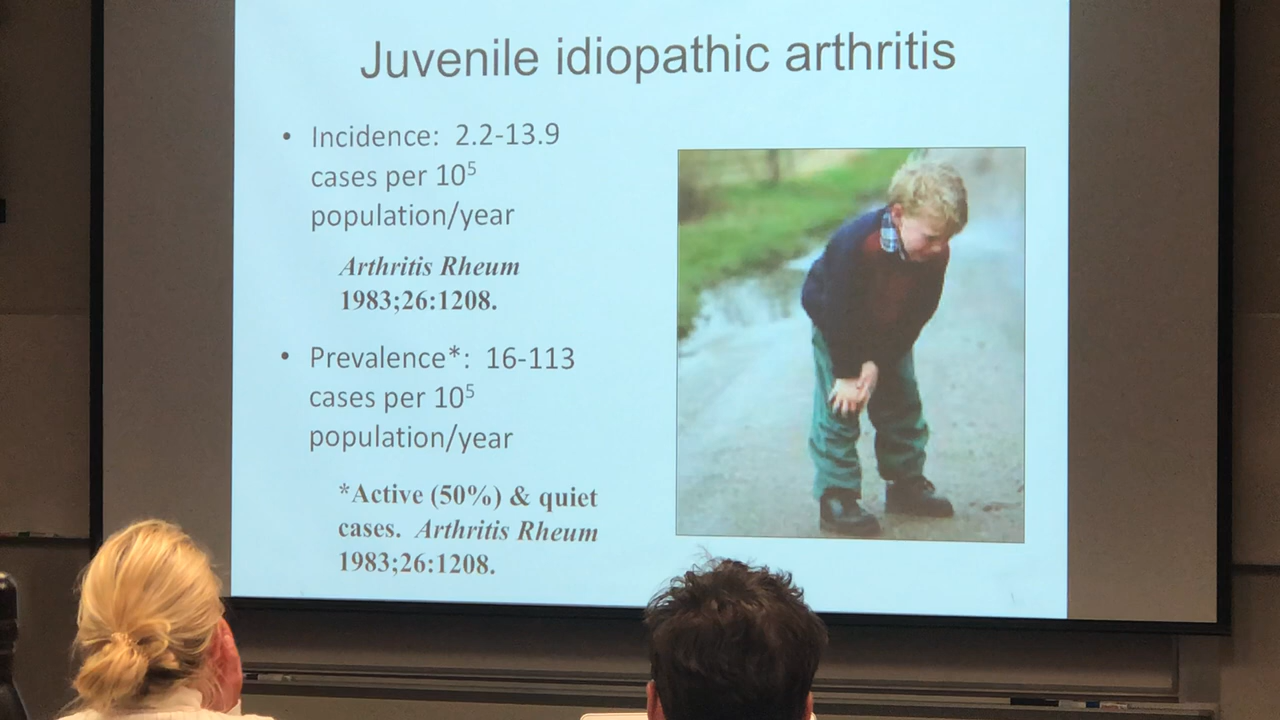 Juvenile idiopathic arthritis
• Incidence: 2.2-13.9
cases per 10⁵
population/year
Arthritis Rheum
1983;26:1208.
• Prevalence*: 16-113
cases per 10⁵
population/year
*Active (50%) & quiet
cases. Arthritis Rheum
1983;26:1208.